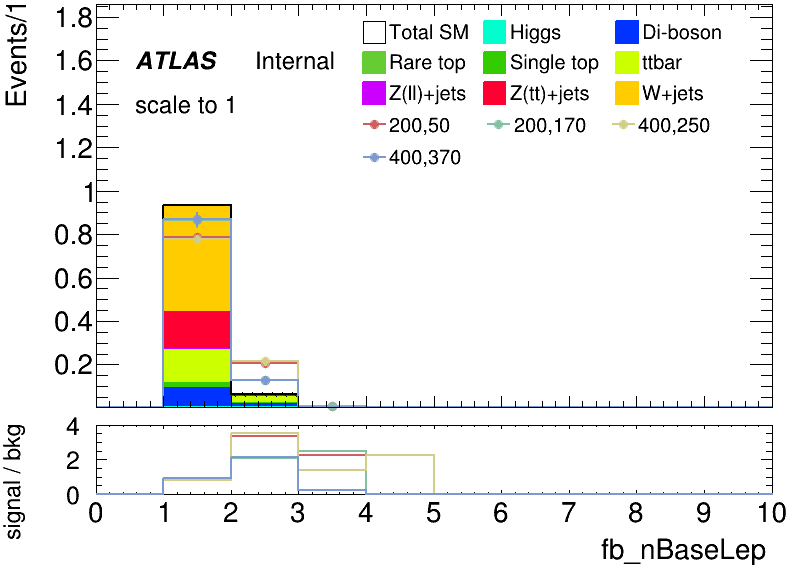 Events/1
1.8
1.6
1.4
1.2
1
0.8
0.6
0.4
0.2
ATLAS Internal
scale to 1
Total SM Higgs Di-boson
Rare top Single top ttbar
Z(ll)+jets Z(tt)+jets W+jets
200,50 200,170 400,250
400,370
signal / bkg
4
2
0
0 1 2 3 4 5 6 7 8 9 10
fb_nBaseLep